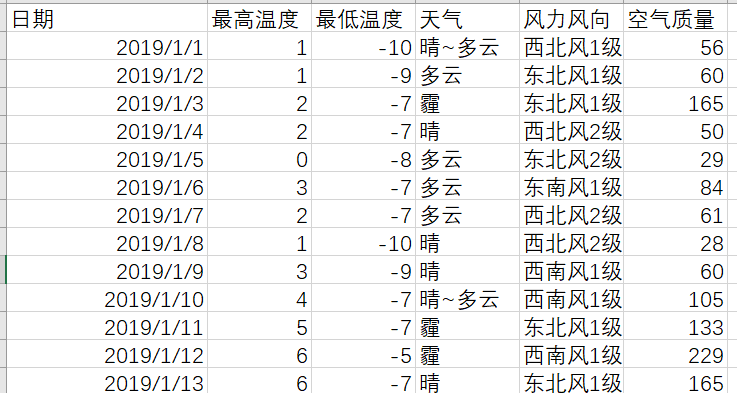 日期 最高温度 最低温度 天气 风力风向 空气质量
2019/1/1 1 -10 晴~多云 西北风1级 56
2019/1/2 1 -9 多云 东北风1级 60
2019/1/3 2 -7 霾 东北风1级 165
2019/1/4 2 -7 晴 西北风2级 50
2019/1/5 0 -8 多云 东北风2级 29
2019/1/6 3 -7 多云 东南风1级 84
2019/1/7 2 -7 多云 西北风2级 61
2019/1/8 1 -10 晴 西北风2级 28
2019/1/9 3 -9 晴 西南风1级 60
2019/1/10 4 -7 晴~多云 西南风1级 105
2019/1/11 5 -7 霾 东北风1级 133
2019/1/12 6 -5 霾 西南风1级 229
2019/1/13 6 -7 晴 东北风1级 165